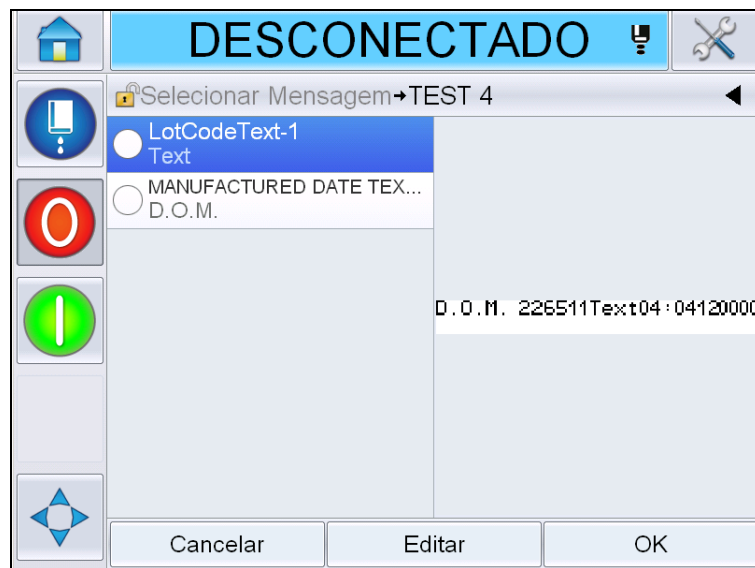 DESCONECTADO
Selecionar Mensagem→TEST 4
LotCodeText-1
Text
MANUFACTURED DATE TEX...
D.O.M.
D.O.M. 226511Text04:04120000
Cancelar
Editar
OK